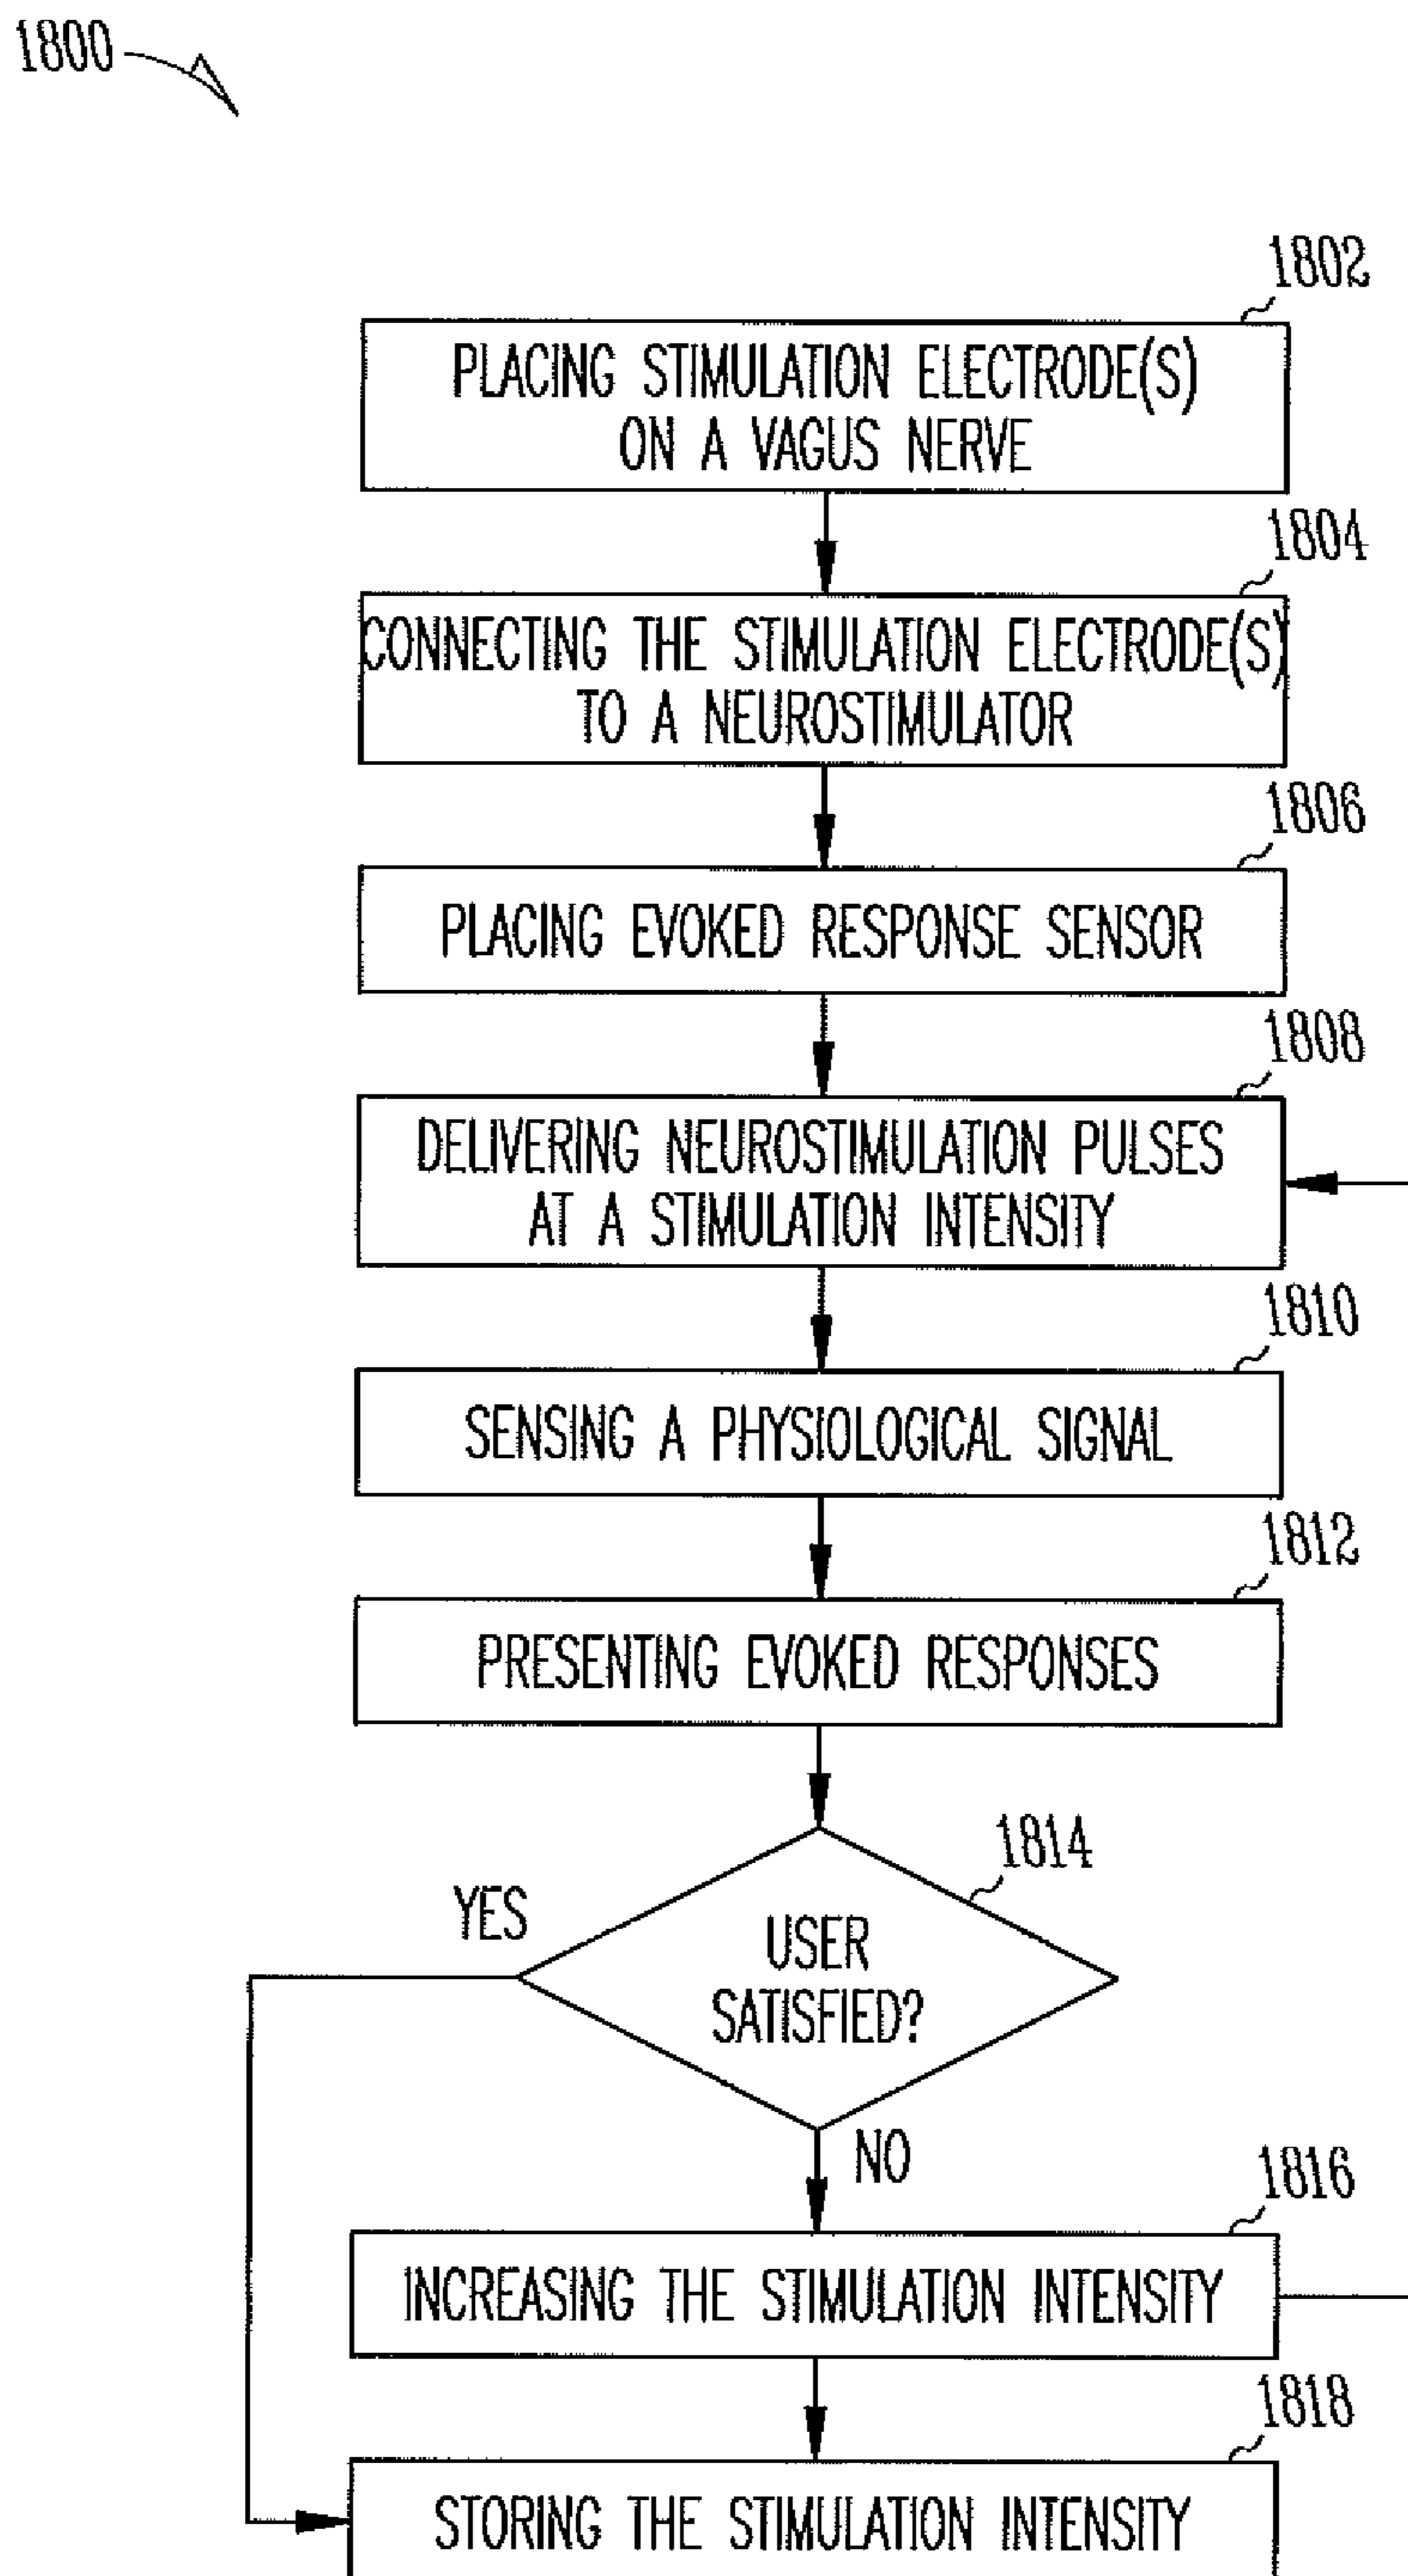 1800
1802
PLACING STIMULATION ELECTRODE(S)
ON A VAGUS NERVE
1804
CONNECTING THE STIMULATION ELECTRODE(S)
TO A NEUROSTIMULATOR
1806
PLACING EVOKED RESPONSE SENSOR
1808
DELIVERING NEUROSTIMULATION PULSES
AT A STIMULATION INTENSITY
1810
SENSING A PHYSIOLOGICAL SIGNAL
1812
PRESENTING EVOKED RESPONSES
1814
YES
USER
SATISFIED?
NO
1816
INCREASING THE STIMULATION INTENSITY
1818
STORING THE STIMULATION INTENSITY